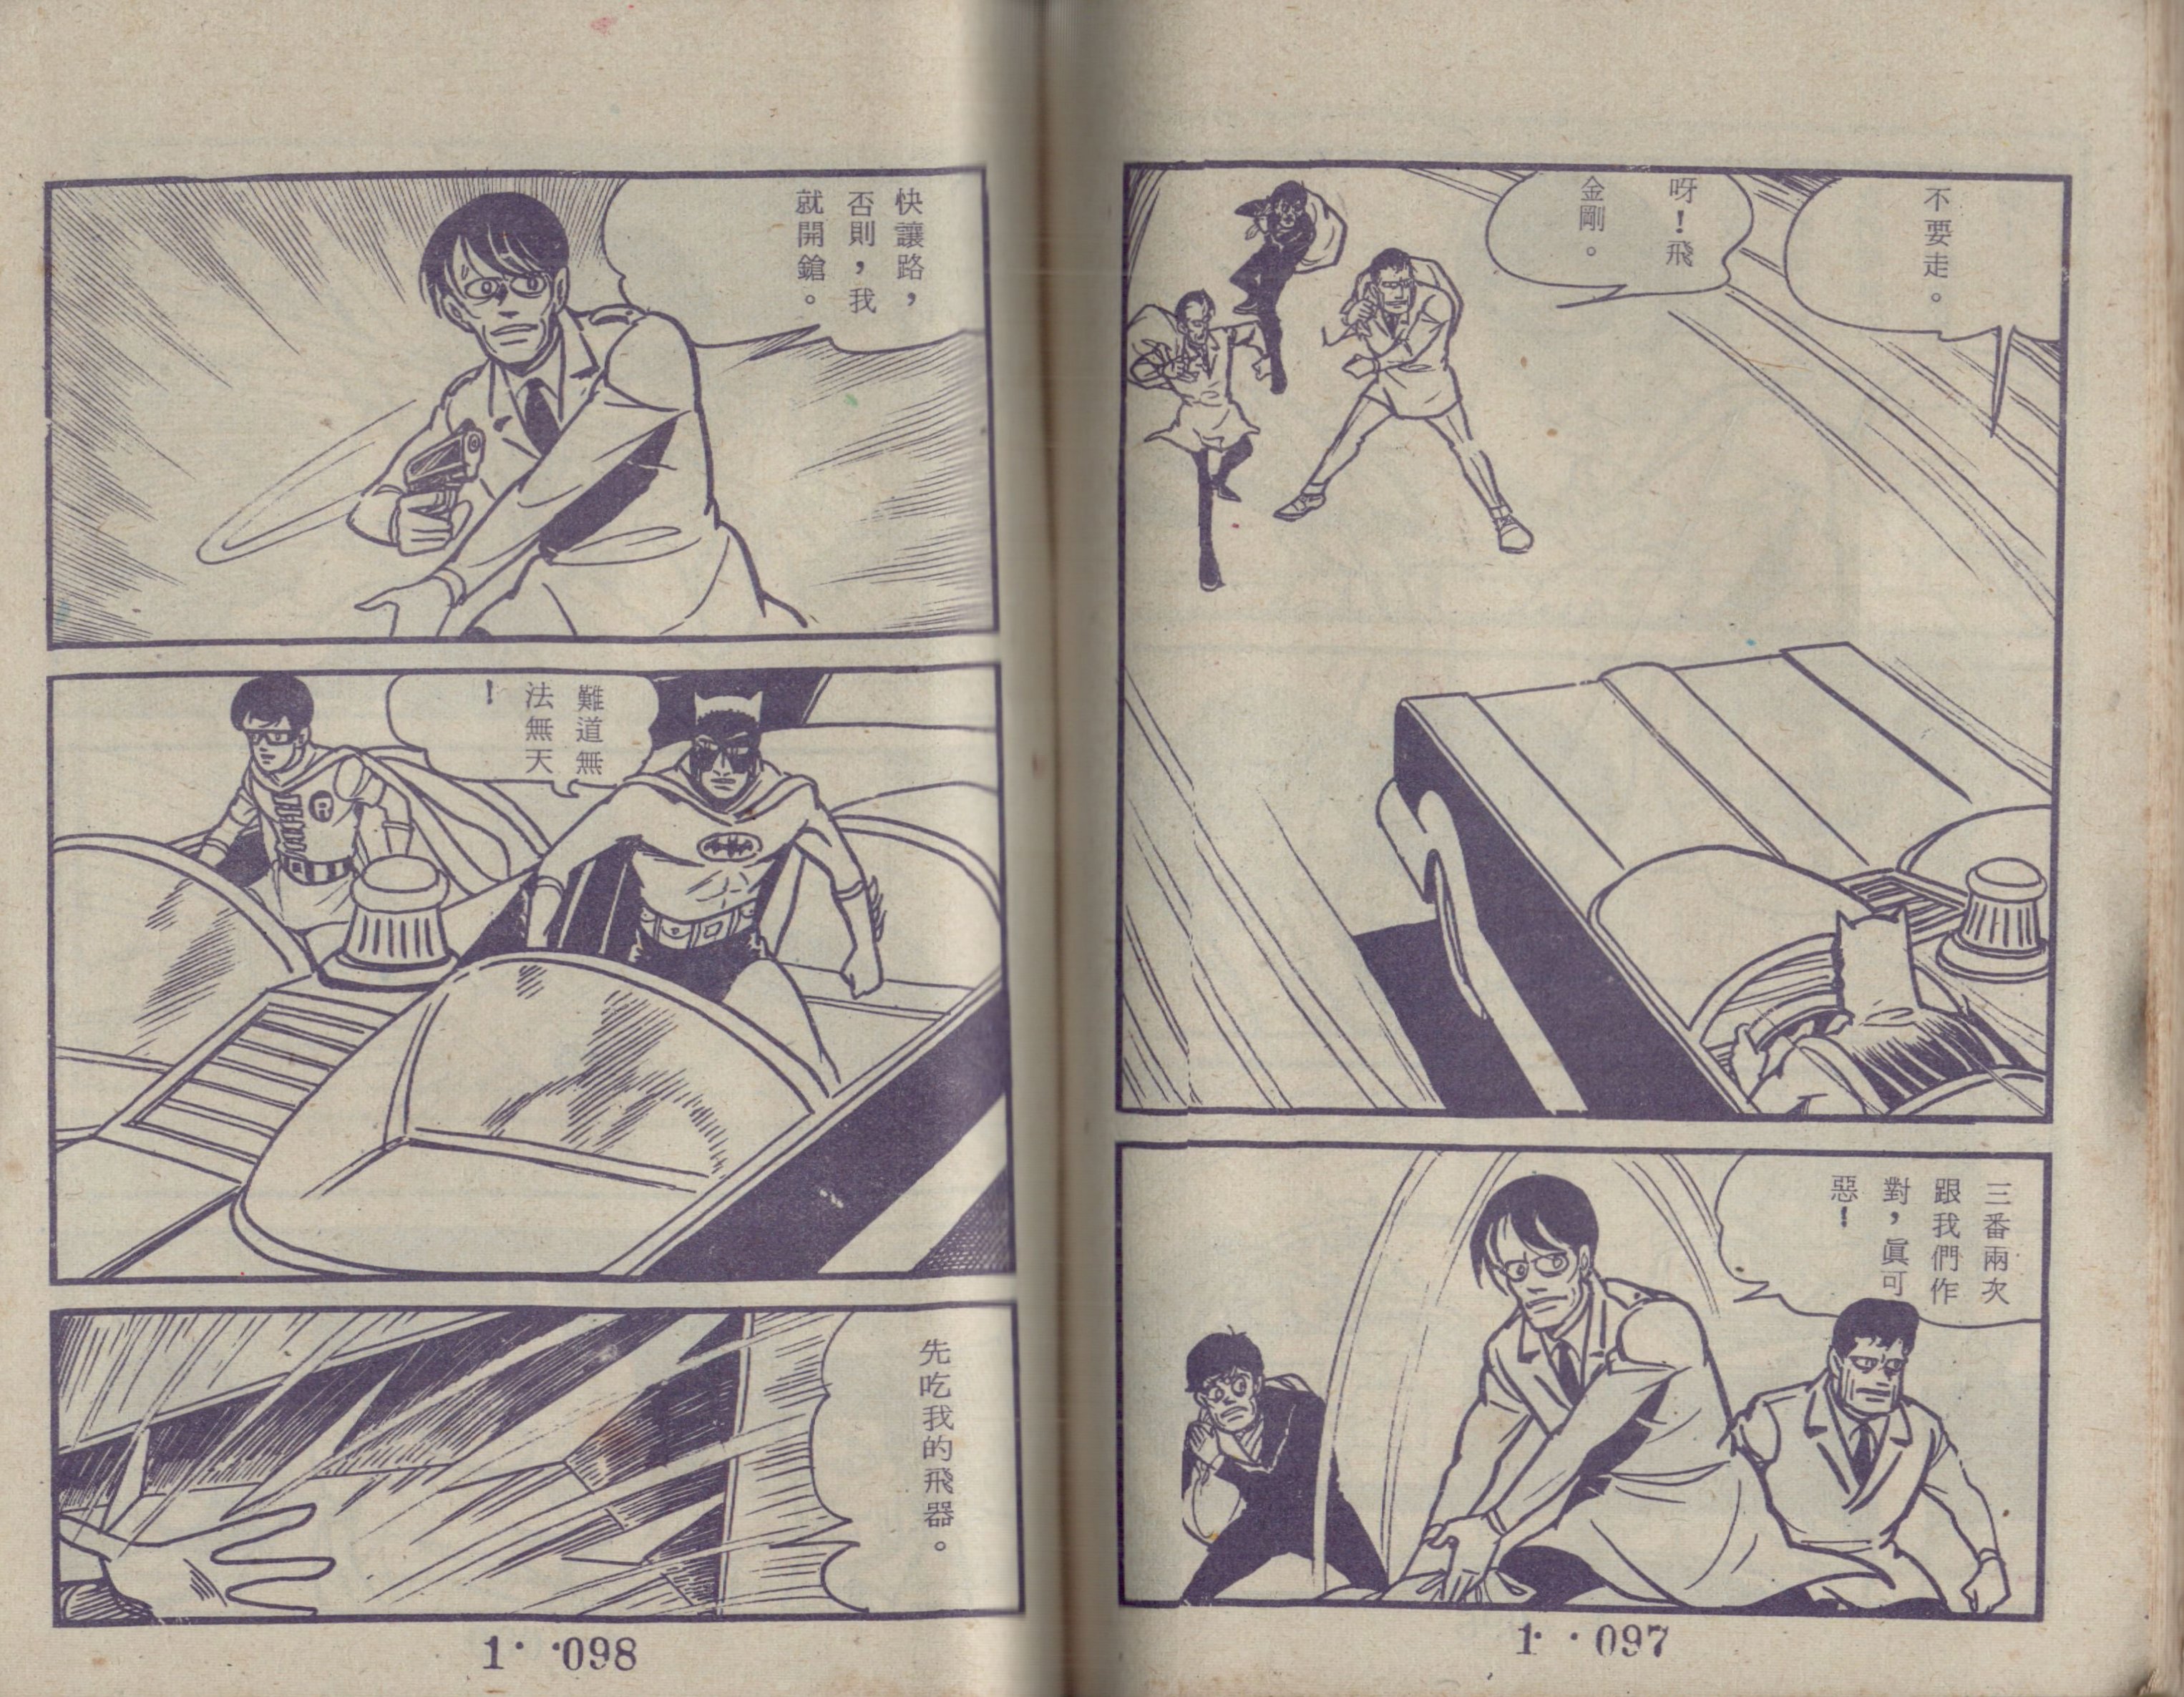 不要走。
呀！飛
金剛。
三番兩次
跟我們作
對，眞可
惡！
1··097
快讓路，
否則，我
就開鎗。
難道無
法無天
！
R
先吃我的飛器。
1··098